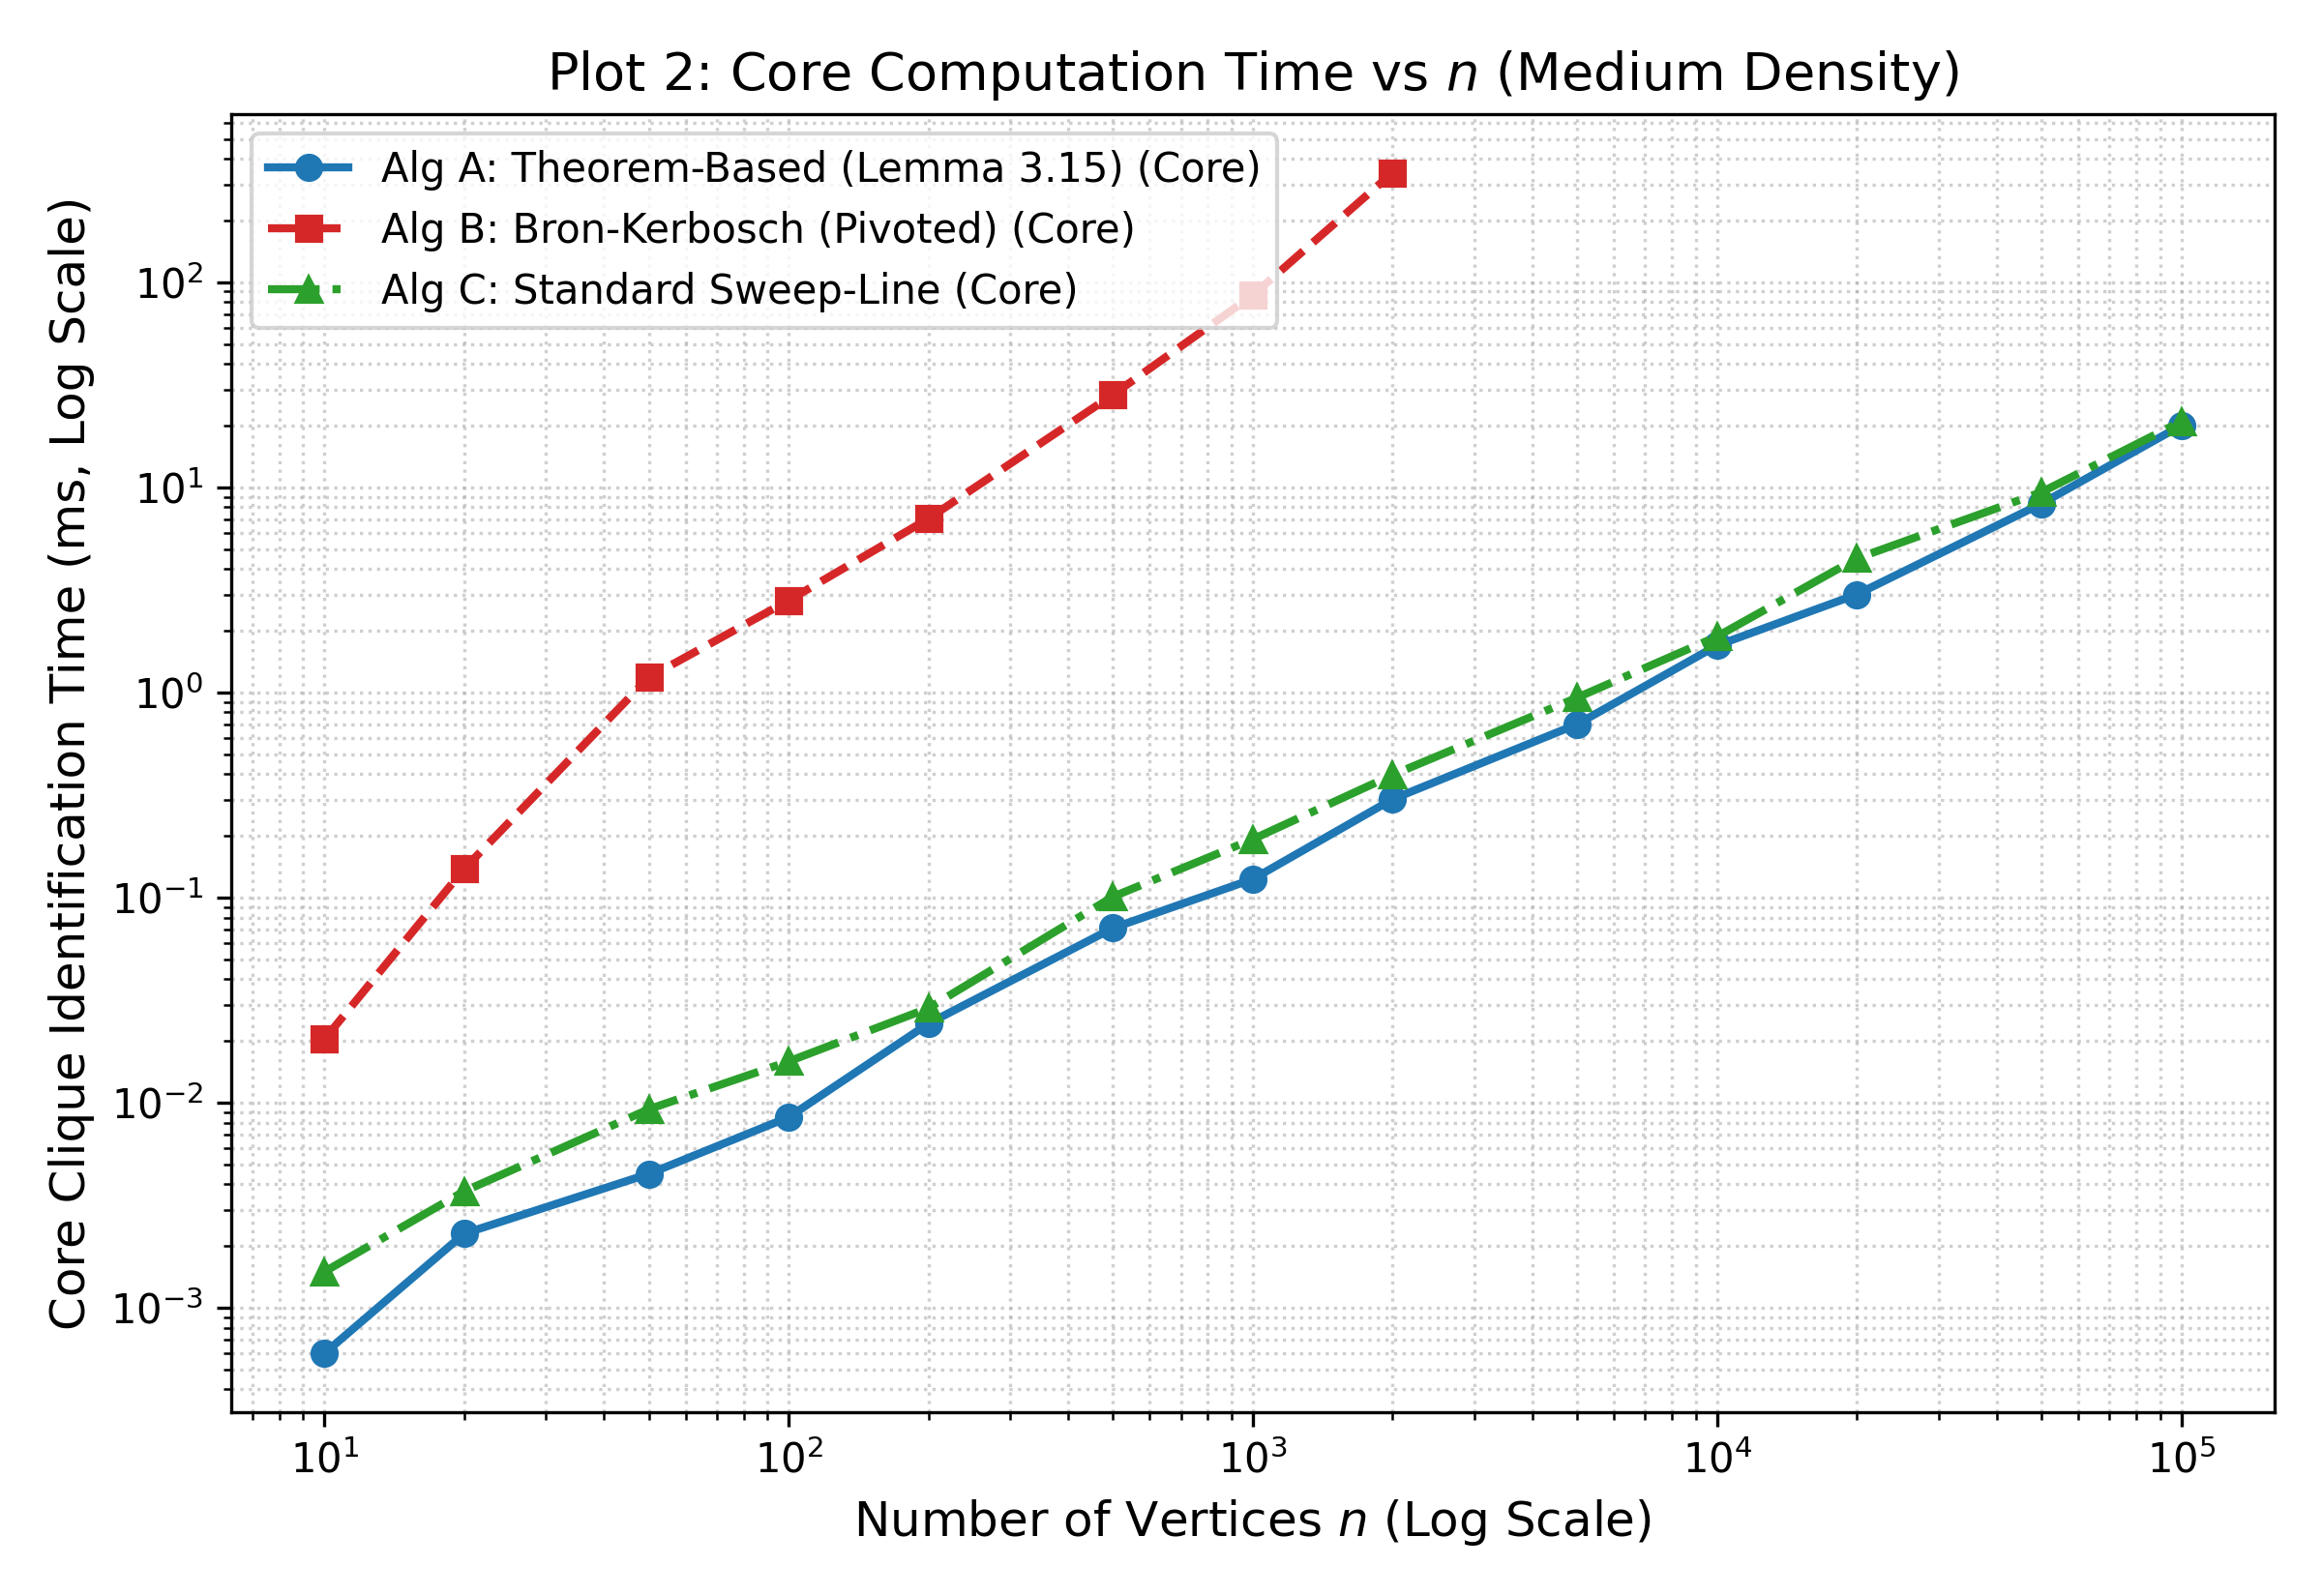 Plot 2: Core Computation Time vs n (Medium Density)
Alg A: Theorem-Based (Lemma 3.15) (Core)
Alg B: Bron-Kerbosch (Pivoted) (Core)
Alg C: Standard Sweep-Line (Core)
Core Clique Identification Time (ms, Log Scale)
10²
10¹
10⁰
10⁻¹
10⁻²
10⁻³
10¹ 10² 10³ 10⁴ 10⁵
Number of Vertices n (Log Scale)